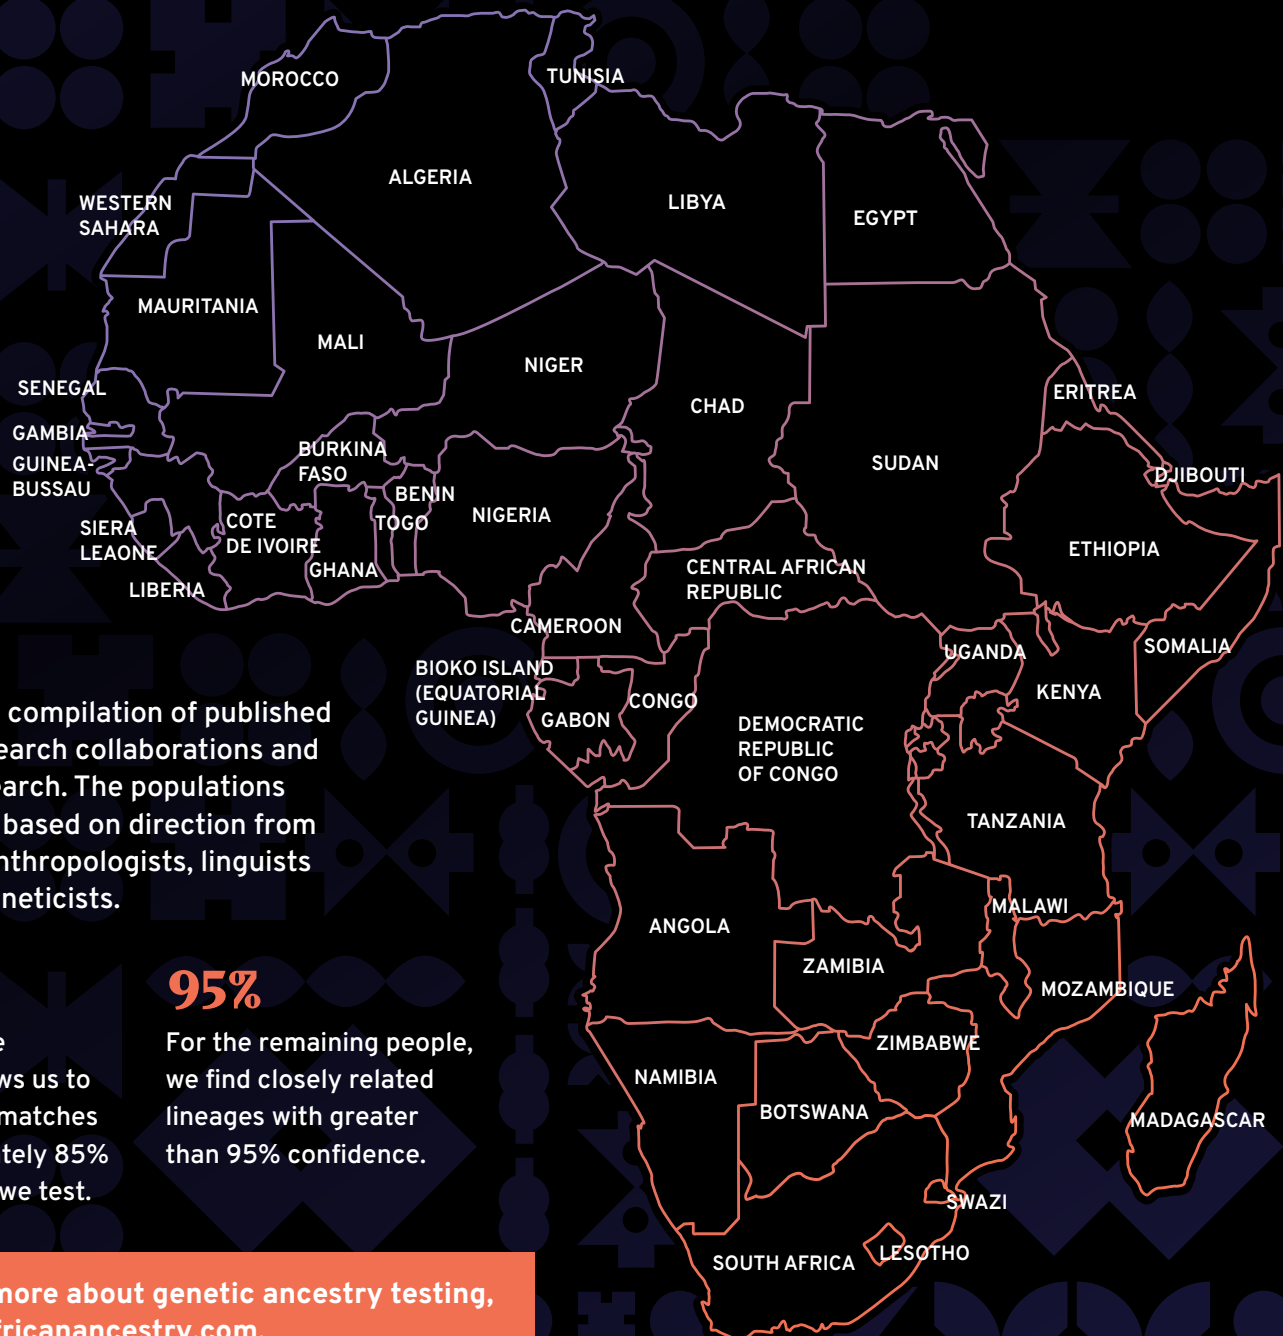 MOROCCO
TUNISIA
ALGERIA
LIBYA
EGYPT
WESTERN
SAHARA
MAURITANIA
MALI
NIGER
CHAD
SUDAN
ERITREA
DJIBOUTI
SENEGAL
GAMBIA
GUINEA-
BUSSAU
BURKINA
FASO
BENIN
TOGO
NIGERIA
SIERA
LEAONE
COTE
DE IVOIRE
GHANA
LIBERIA
ETHIOPIA
CENTRAL AFRICAN
REPUBLIC
CAMEROON
UGANDA
SOMALIA
KENYA
BIOKO ISLAND
(EQUATORIAL
GUINEA)
GABON
CONGO
DEMOCRATIC
REPUBLIC
OF CONGO
TANZANIA
ANGOLA
MALAWI
ZAMIBIA
MOZAMBIQUE
ZIMBABWE
NAMIBIA
BOTSWANA
MADAGASCAR
SWAZI
LESOTHO
SOUTH AFRICA
compilation of published
earch collaborations and
arch. The populations
based on direction from
nthropologists, linguists
neticists.
e
ws us to
matches
tely 85%
we test.
95%
For the remaining people,
we find closely related
lineages with greater
than 95% confidence.
more about genetic ancestry testing,
fricanancestry.com.